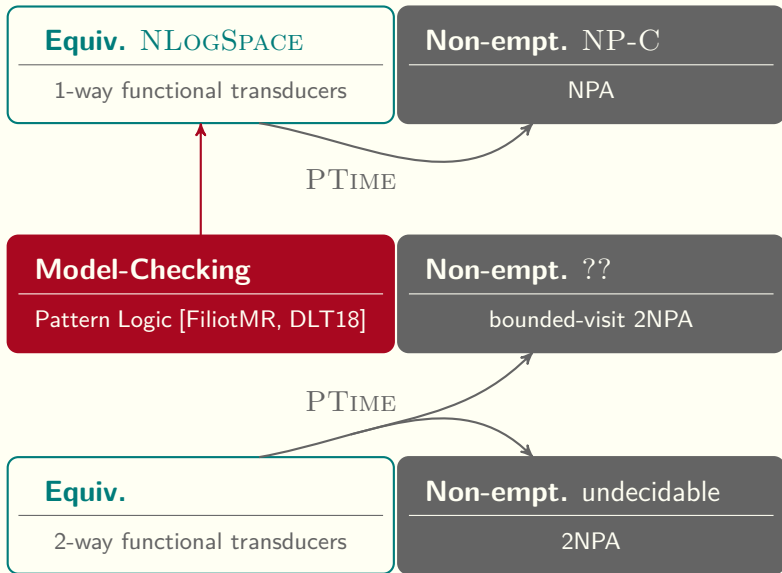 Equiv. NLOGSPACE
1-way functional transducers
Non-empt. NP-C
NPA
PTIME
Model-Checking
Pattern Logic [FiliotMR, DLT18]
Non-empt. ??
bounded-visit 2NPA
PTIME
Equiv.
2-way functional transducers
Non-empt. undecidable
2NPA